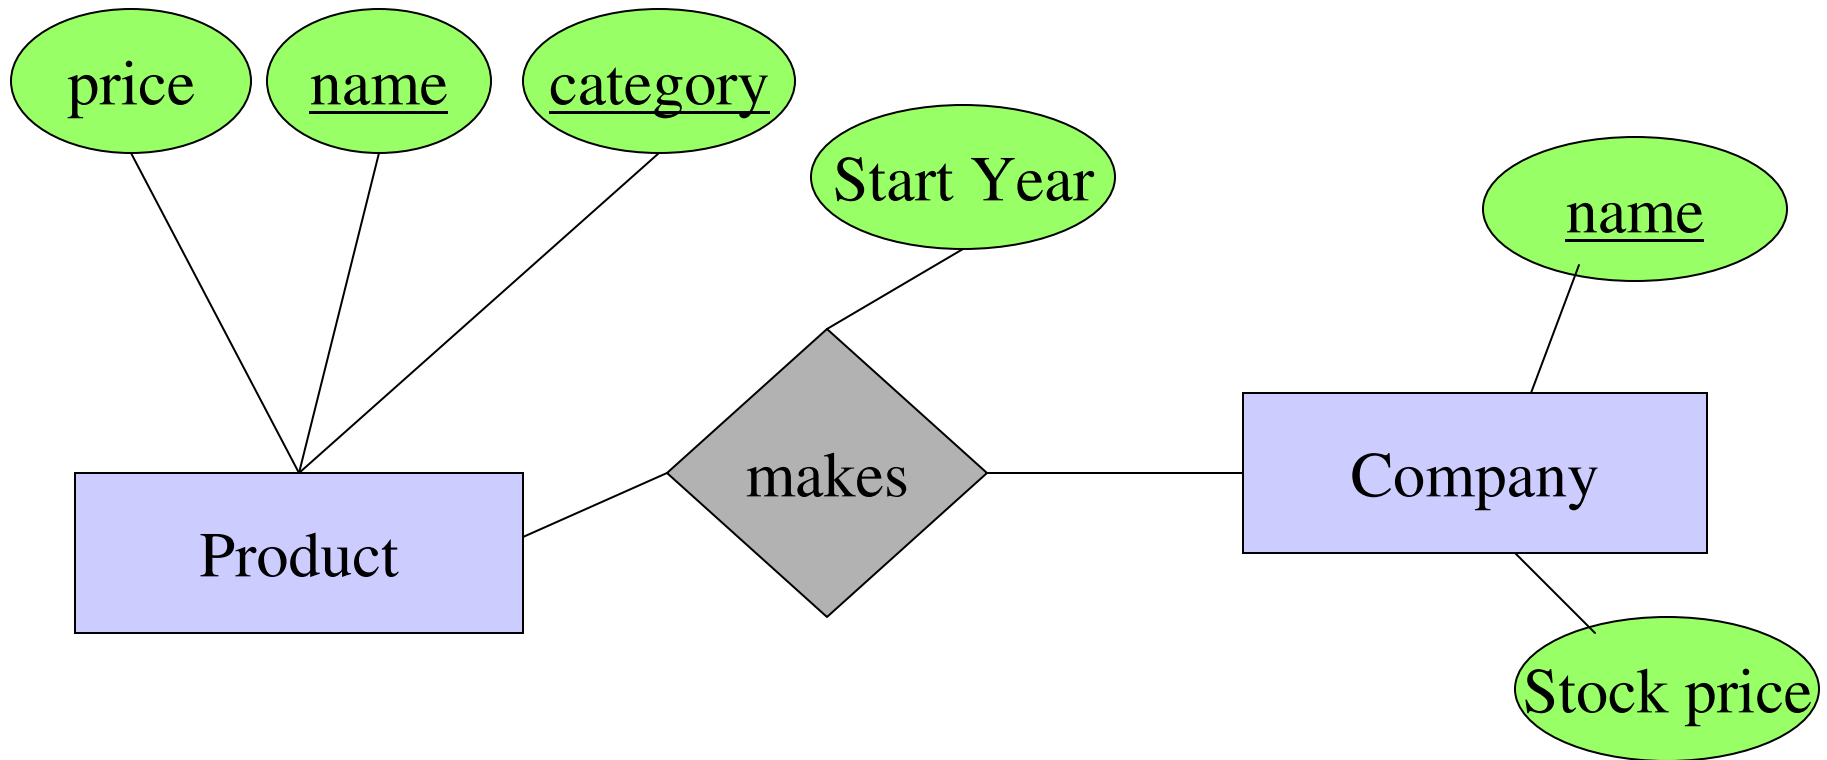 price
name
category
Start Year
name
makes
Company
Product
Stock price